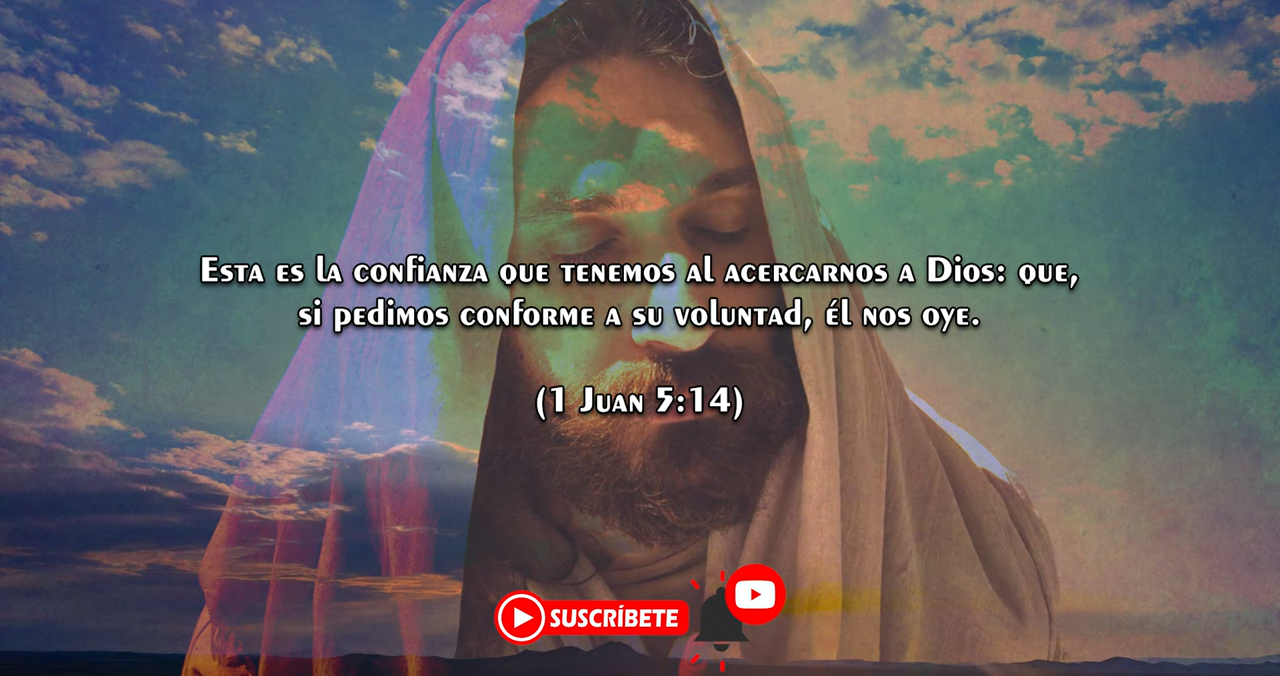 Esta es la confianza que tenemos al acercarnos a Dios: que,
si pedimos conforme a su voluntad, él nos oye.
(1 Juan 5:14)
SUSCRÍBETE